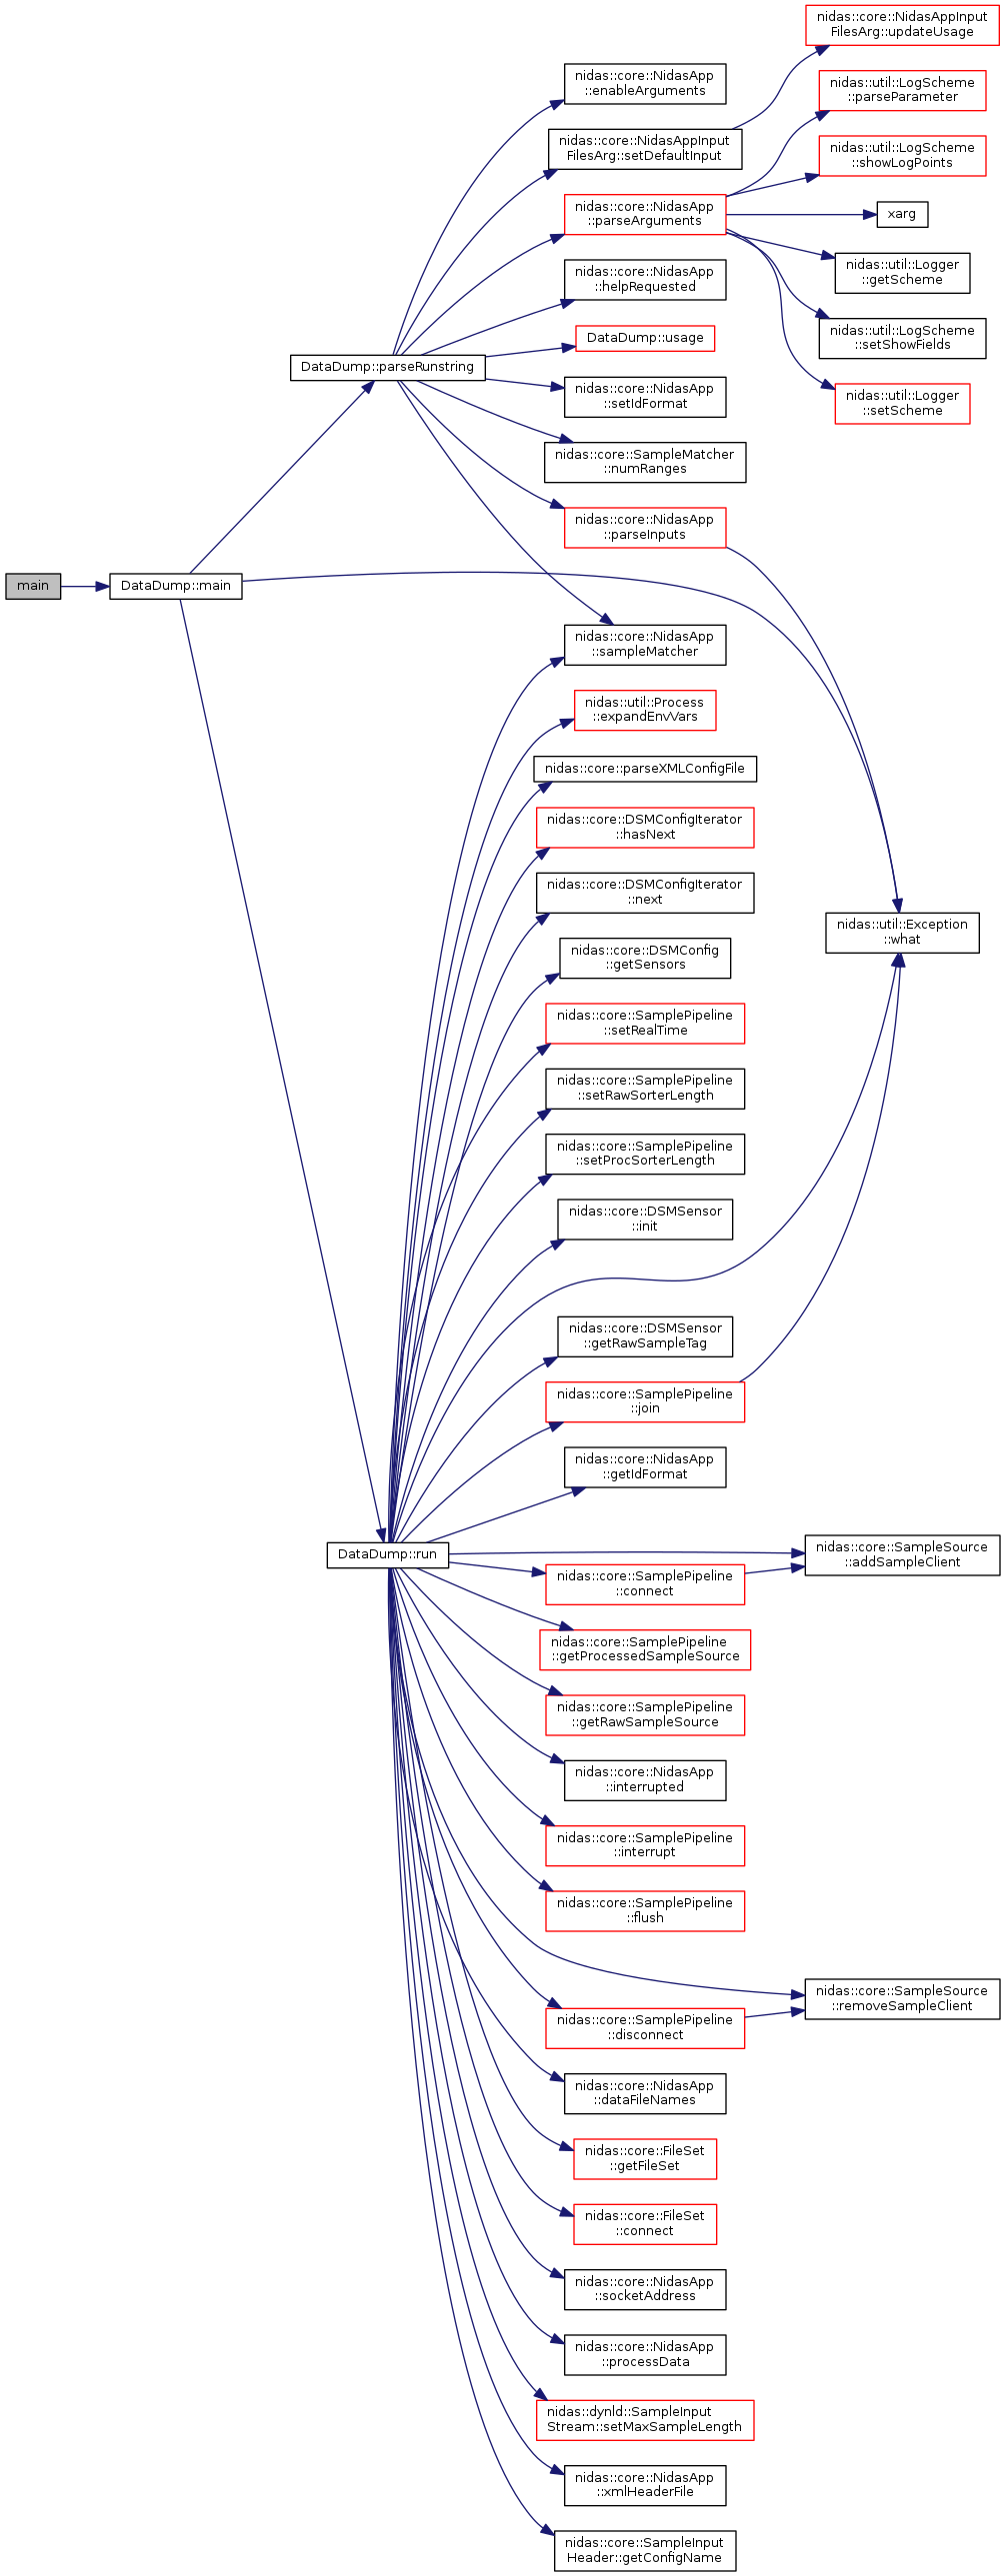 nidas::core::NidasAppInput
FilesArg::updateUsage
nidas::core::NidasApp
::enableArguments
nidas::util::LogScheme
::parseParameter
nidas::core::NidasAppInput
FilesArg::setDefaultInput
nidas::util::LogScheme
::showLogPoints
nidas::core::NidasApp
::parseArguments
xarg
nidas::util::Logger
::getScheme
nidas::core::NidasApp
::helpRequested
nidas::util::LogScheme
::setShowFields
DataDump::usage
DataDump::parseRunstring
nidas::core::NidasApp
::setIdFormat
nidas::util::Logger
::setScheme
nidas::core::SampleMatcher
::numRanges
nidas::core::NidasApp
::parseInputs
main
DataDump::main
nidas::core::NidasApp
::sampleMatcher
nidas::util::Process
::expandEnvVars
nidas::core::parseXMLConfigFile
nidas::core::DSMConfigIterator
::hasNext
nidas::core::DSMConfigIterator
::next
nidas::util::Exception
::what
nidas::core::DSMConfig
::getSensors
nidas::core::SamplePipeline
::setRealTime
nidas::core::SamplePipeline
::setRawSorterLength
nidas::core::SamplePipeline
::setProcSorterLength
nidas::core::DSMSensor
::init
nidas::core::DSMSensor
::getRawSampleTag
nidas::core::SamplePipeline
::join
nidas::core::NidasApp
::getIdFormat
DataDump::run
nidas::core::SampleSource
::addSampleClient
nidas::core::SamplePipeline
::connect
nidas::core::SamplePipeline
::getProcessedSampleSource
nidas::core::SamplePipeline
::getRawSampleSource
nidas::core::NidasApp
::interrupted
nidas::core::SamplePipeline
::interrupt
nidas::core::SamplePipeline
::flush
nidas::core::SampleSource
::removeSampleClient
nidas::core::SamplePipeline
::disconnect
nidas::core::NidasApp
::dataFileNames
nidas::core::FileSet
::getFileSet
nidas::core::FileSet
::connect
nidas::core::NidasApp
::socketAddress
nidas::core::NidasApp
::processData
nidas::dynld::SampleInput
Stream::setMaxSampleLength
nidas::core::NidasApp
::xmlHeaderFile
nidas::core::SampleInput
Header::getConfigName